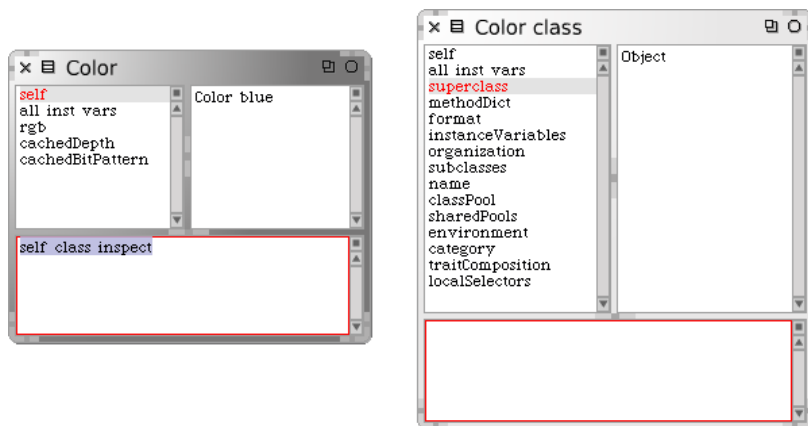 Color
self
all inst vars
rgb
cachedDepth
cachedBitPattern
Color blue
self class inspect
Color class
self
all inst vars
superclass
methodDict
format
instanceVariables
organization
subclasses
name
classPool
sharedPools
environment
category
traitComposition
localSelectors
Object